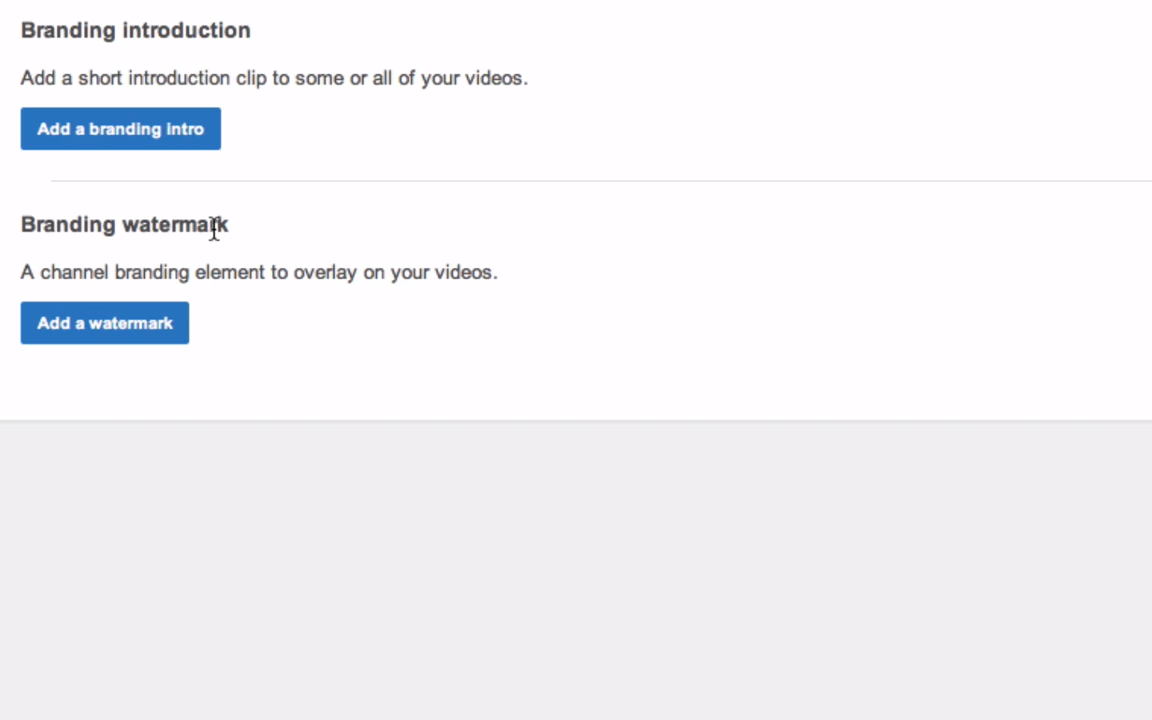 Branding introduction
Add a short introduction clip to some or all of your videos.
Add a branding intro
Branding watermark
A channel branding element to overlay on your videos.
Add a watermark